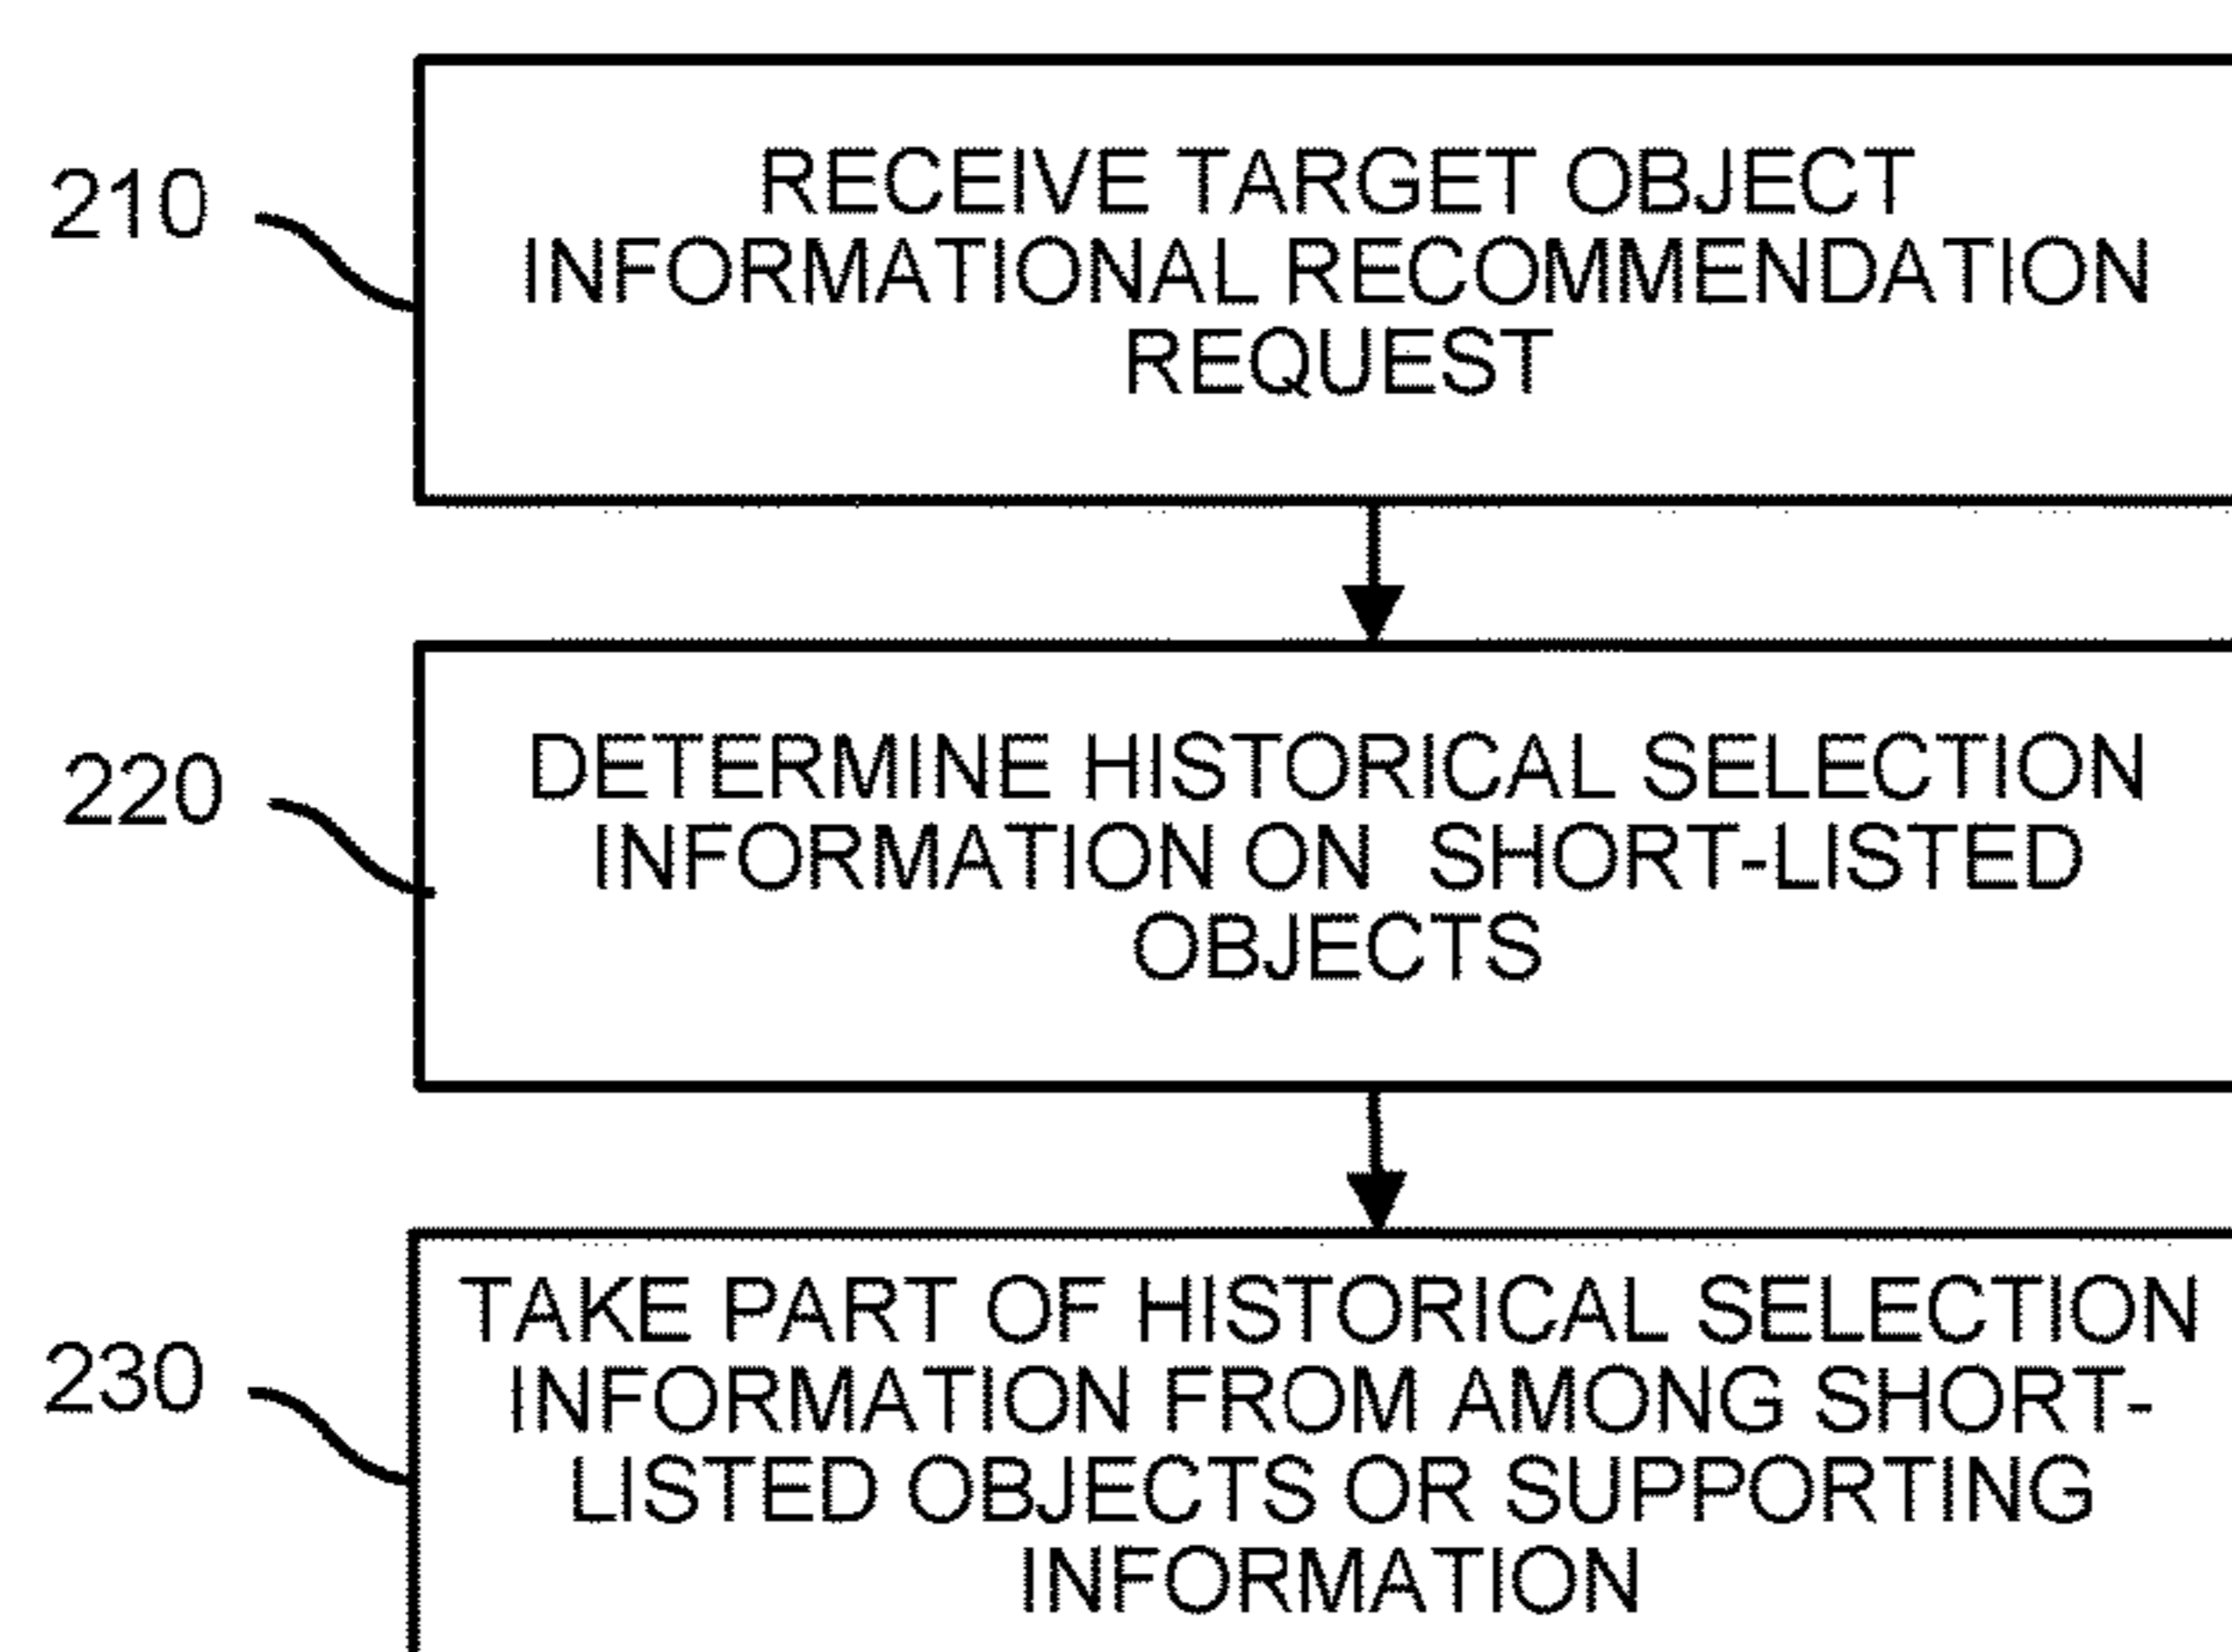 210
RECEIVE TARGET OBJECT
INFORMATIONAL RECOMMENDATION
REQUEST
220
DETERMINE HISTORICAL SELECTION
INFORMATION ON SHORT-LISTED
OBJECTS
230
TAKE PART OF HISTORICAL SELECTION
INFORMATION FROM AMONG SHORT-
LISTED OBJECTS OR SUPPORTING
INFORMATION